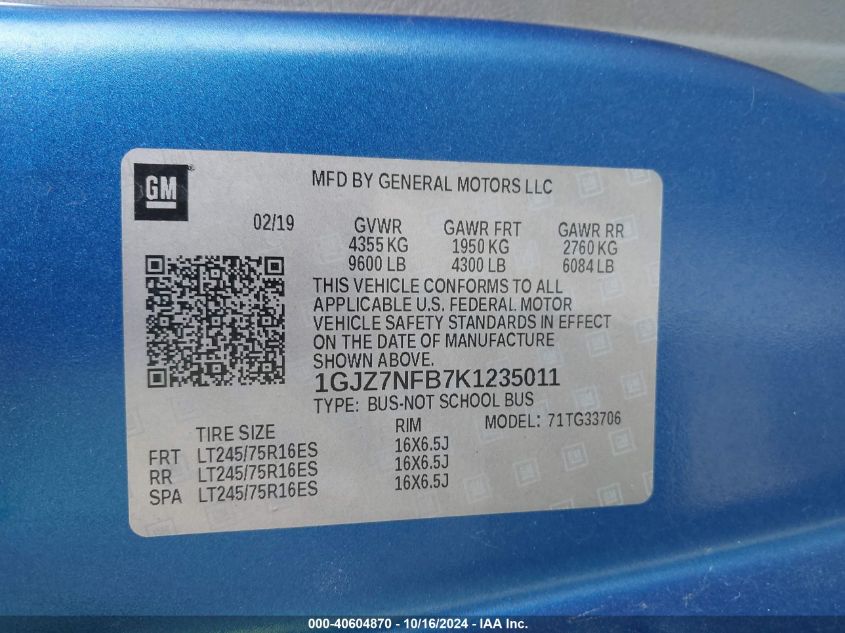 GM
MFD BY GENERAL MOTORS LLC
02/19 GVWR GAWR FRT GAWR RR
4355 KG 1950 KG 2760 KG
9600 LB 4300 LB 6084 LB
THIS VEHICLE CONFORMS TO ALL
APPLICABLE U.S. FEDERAL MOTOR
VEHICLE SAFETY STANDARDS IN EFFECT
ON THE DATE OF MANUFACTURE
SHOWN ABOVE.
1GJZ7NFB7K1235011
TYPE: BUS-NOT SCHOOL BUS
TIRE SIZE RIM MODEL: 71TG33706
FRT LT245/75R16ES 16X6.5J
RR LT245/75R16ES 16X6.5J
SPA LT245/75R16ES 16X6.5J
000-40604870 - 10/16/2024 - IAA Inc.